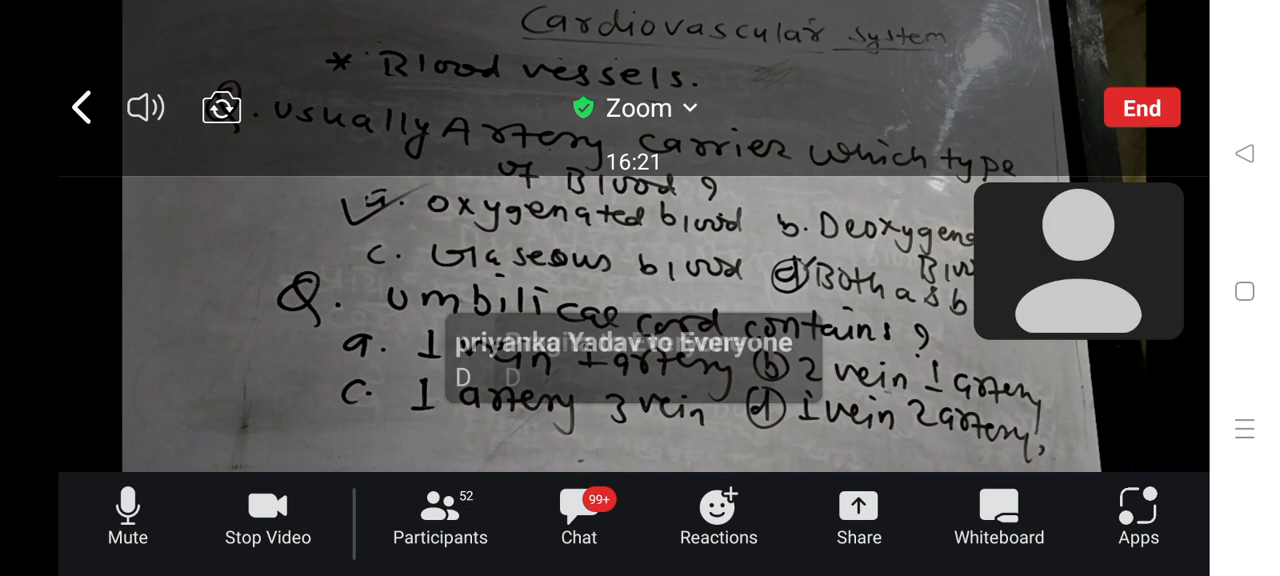 Cardiovascular system
* Blood vessels.
Zoom
End
Q. usually Artery carries which type
16:21
of Blood ?
a. oxygenated blood b. Deoxygena
c. Gaseous blood d Both a & b
Q. umbilical cord contains ?
priyanka Yadav to Everyone
D D
a. 1 vein 1 artery b 2 vein 1 artery
c. 1 artery 3 vein d 1 vein 2 artery,
52
99+
Mute
Stop Video
Participants
Chat
Reactions
Share
Whiteboard
Apps